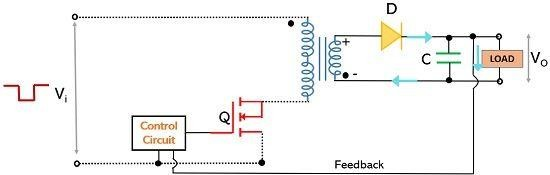 D
+
C
LOAD
Vo
-
Vi
Q
Control
Circuit
Feedback